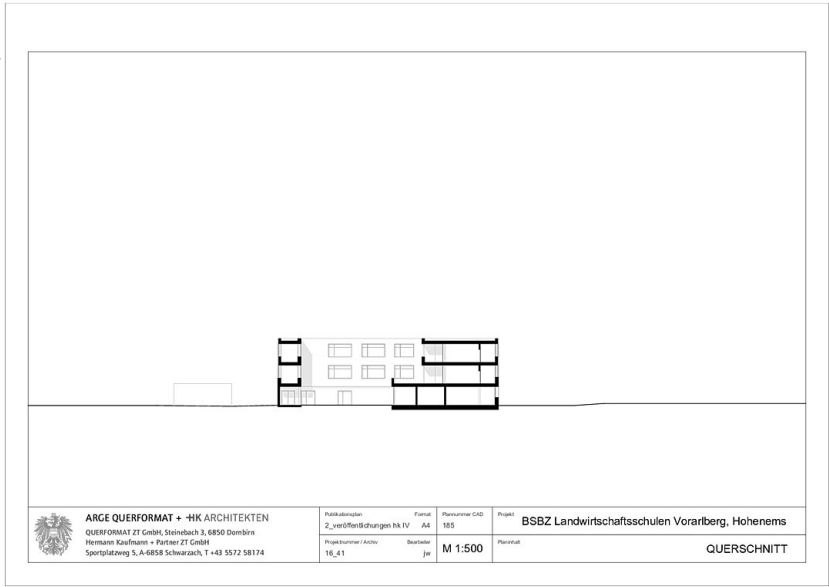 ARGE QUERFORMAT + HK ARCHITEKTEN
QUERFORMAT ZT GmbH, Steinebach 3, 6850 Dornbirn
Hermann Kaufmann + Partner ZT GmbH
Sportplatzweg 5, A-6858 Schwarzach, T +43 5572 58174
Publikationsplan Format
2_veröffentlichungen hk IV A4
Projektnummer / Archiv Bearbeiter
16_41 jw
Plannummer CAD
185
M 1:500
Projekt
BSBZ Landwirtschaftsschulen Vorarlberg, Hohenems
Planinhalt
QUERSCHNITT